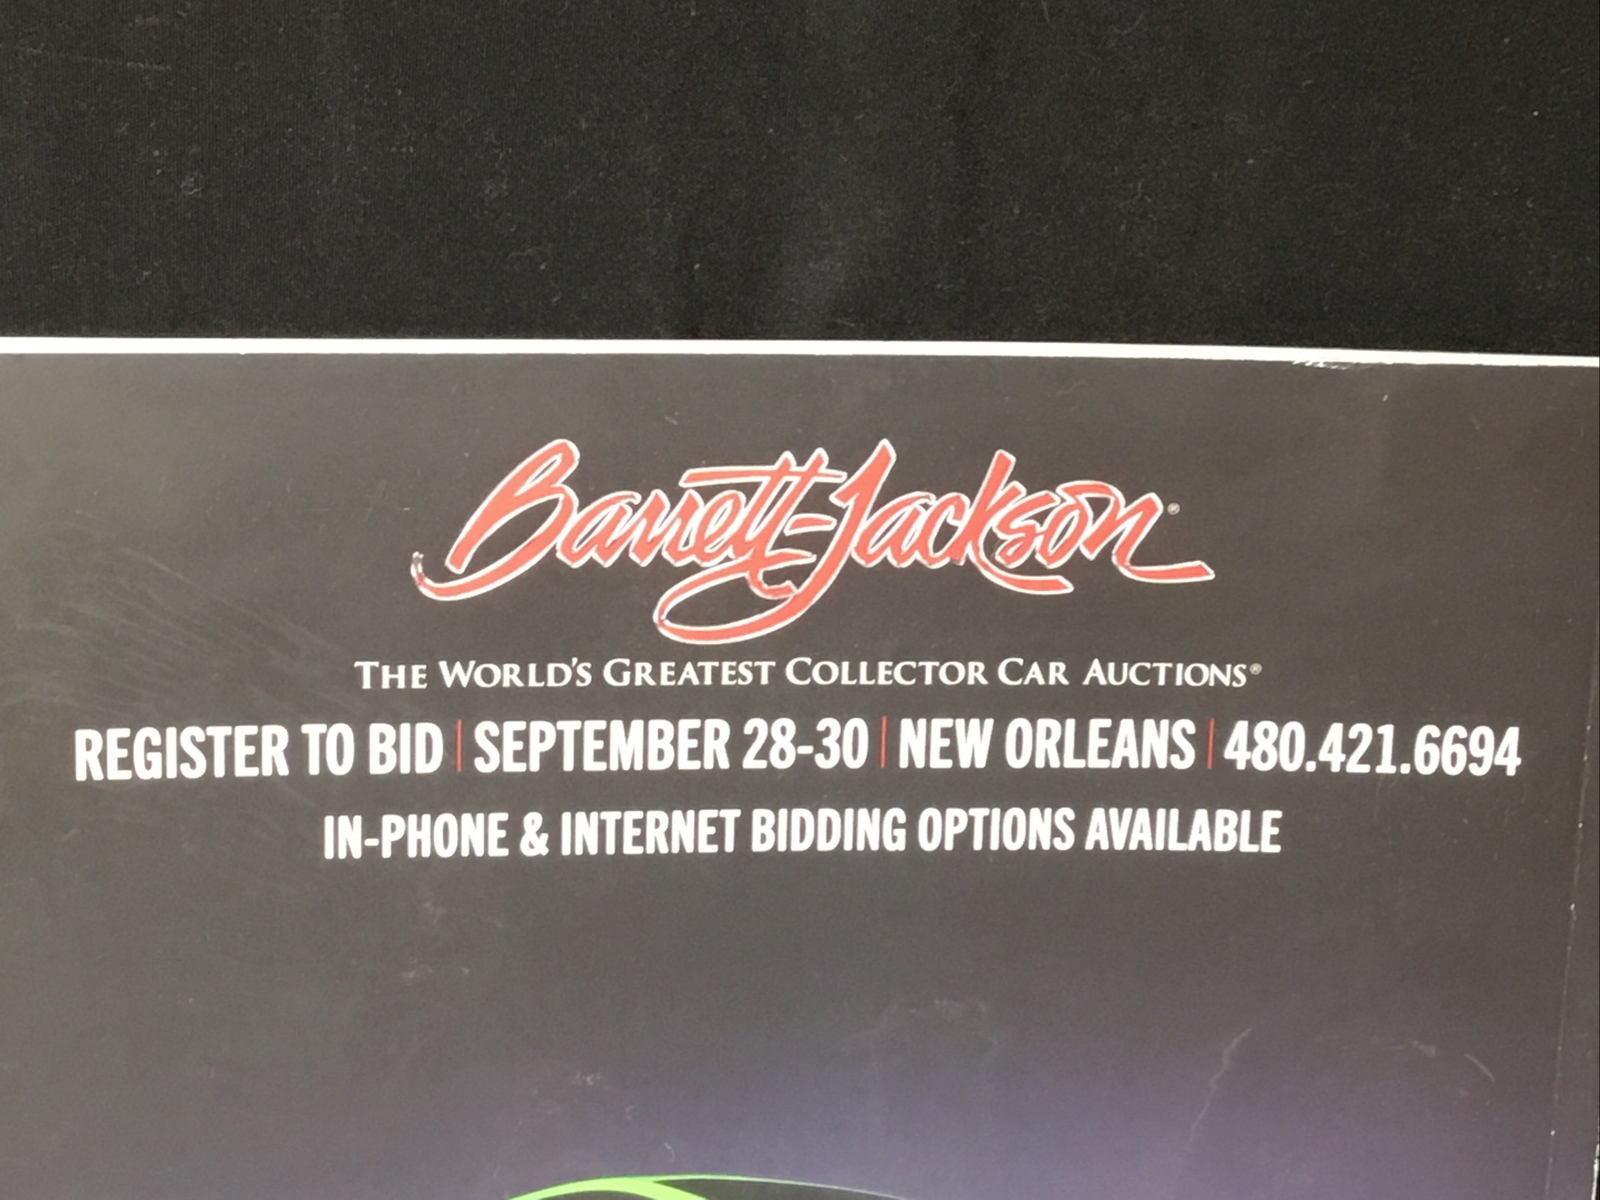 Barrett-Jackson®
THE WORLD'S GREATEST COLLECTOR CAR AUCTIONS®
REGISTER TO BID | SEPTEMBER 28-30 | NEW ORLEANS | 480.421.6694
IN-PHONE & INTERNET BIDDING OPTIONS AVAILABLE